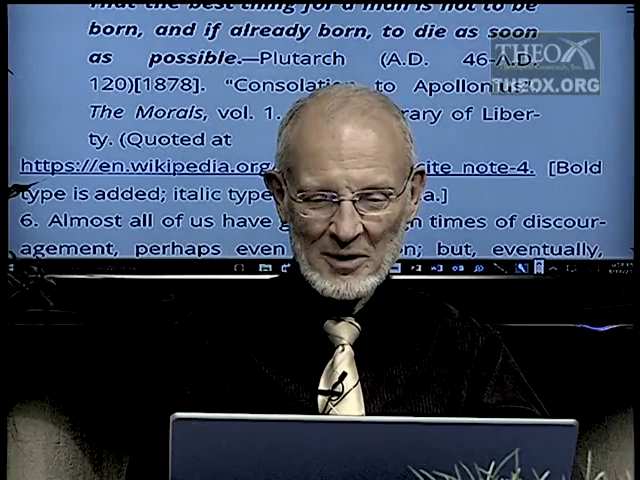 That the best thing for a man is not to be
born, and if already born, to die as soon
as possible.—Plutarch (A.D. 46-A.D.
120)[1878]. "Consolation to Apollonius".
The Morals, vol. 1. rary of Liber-
ty. (Quoted at
https://en.wikipedia.org cite_note-4. [Bold
type is added; italic type a.]
6. Almost all of us have times of discour-
agement, perhaps even n; but, eventually,
THEOX
THEOX.ORG